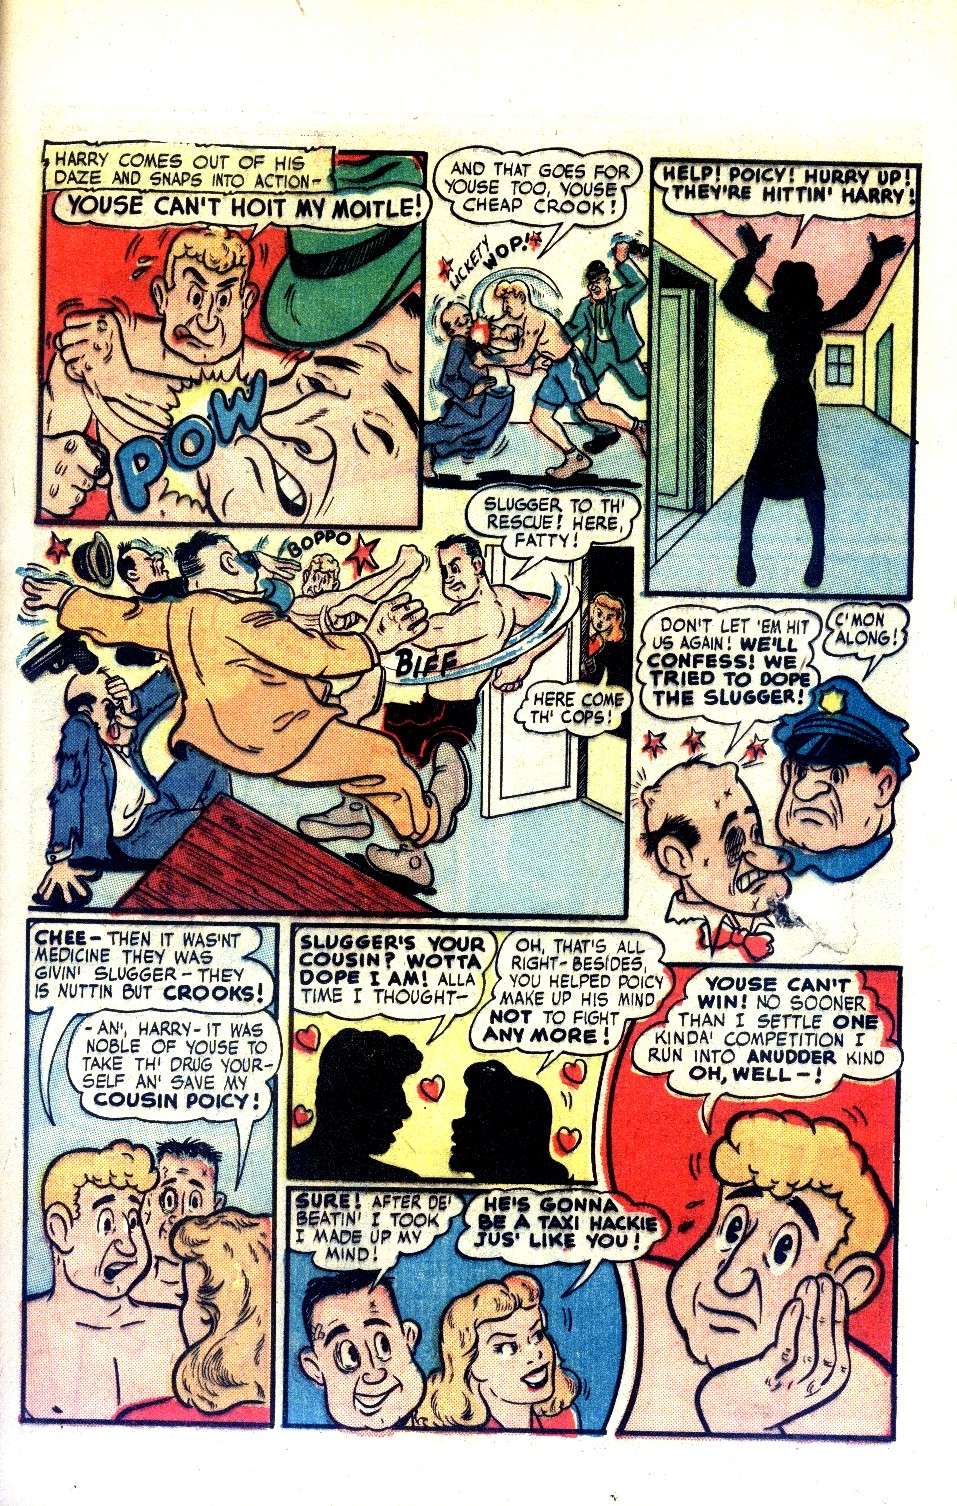 HARRY COMES OUT OF HIS
DAZE AND SNAPS INTO ACTION-
YOUSE CAN'T HOIT MY MOITLE!
POW
AND THAT GOES FOR
YOUSE TOO, YOUSE
CHEAP CROOK!
LICKETY
WOP!
HELP! POICY! HURRY UP!
THEY'RE HITTIN' HARRY!
BOPPO
SLUGGER TO TH'
RESCUE! HERE,
FATTY!
BIFF
HERE COME
TH' COPS!
DON'T LET 'EM HIT
US AGAIN! WE'LL
CONFESS! WE
TRIED TO DOPE
THE SLUGGER!
C'MON
ALONG!
CHEE- THEN IT WAS'NT
MEDICINE THEY WAS
GIVIN' SLUGGER - THEY
IS NUTTIN BUT CROOKS!
- AN', HARRY- IT WAS
NOBLE OF YOUSE TO
TAKE TH' DRUG YOUR-
SELF AN' SAVE MY
COUSIN POICY!
SLUGGER'S YOUR
COUSIN? WOTTA
DOPE I AM! ALLA
TIME I THOUGHT-
OH, THAT'S ALL
RIGHT- BESIDES,
YOU HELPED POICY
MAKE UP HIS MIND
NOT TO FIGHT
ANY MORE!
SURE! AFTER DE'
BEATIN' I TOOK
I MADE UP MY
MIND!
HE'S GONNA
BE A TAXI HACKIE
JUS' LIKE YOU!
YOUSE CAN'T
WIN! NO SOONER
THAN I SETTLE ONE
KINDA' COMPETITION I
RUN INTO ANUDDER KIND
OH, WELL-!